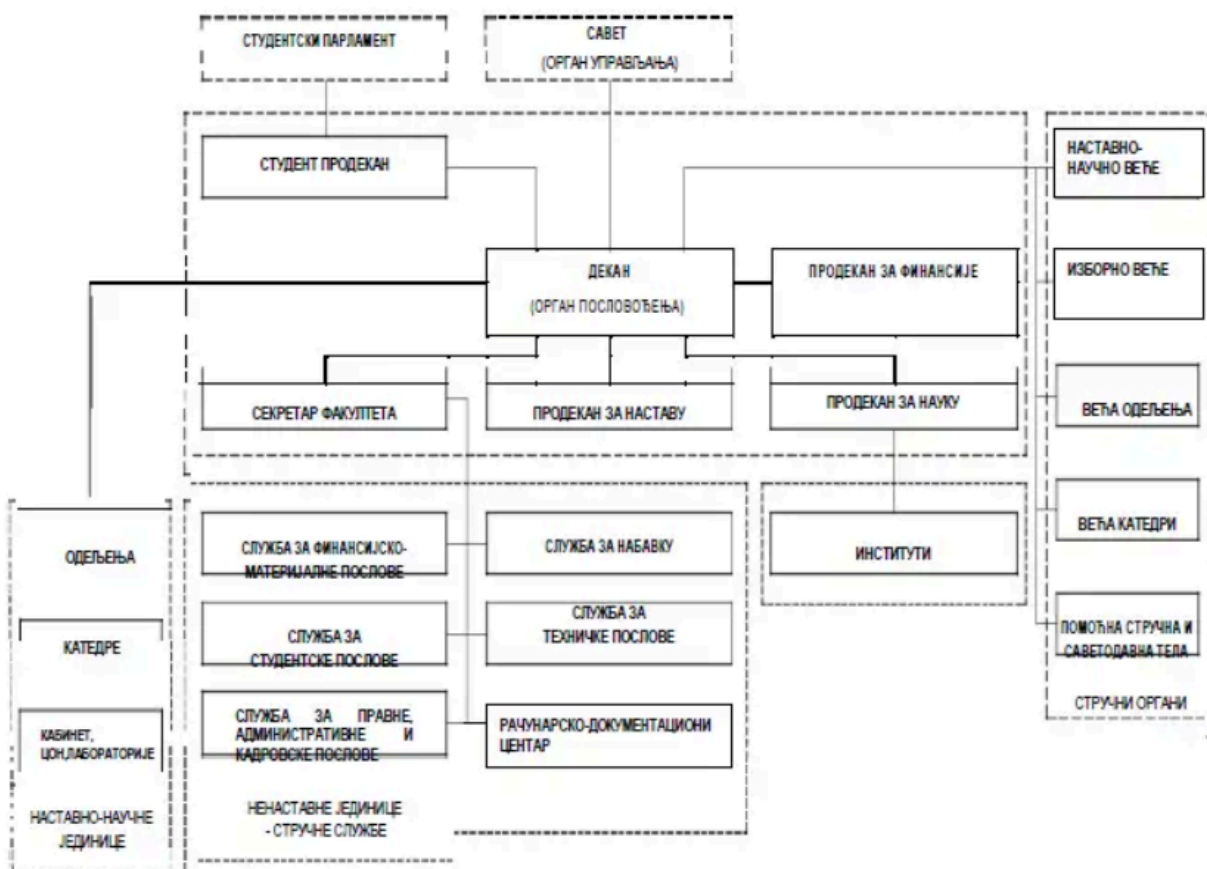 СТУДЕНТСКИ ПАРЛАМЕНТ
САВЕТ
(ОРГАН УПРАВЉАЊА)
СТУДЕНТ ПРОДЕКАН
НАСТАВНО-
НАУЧНО ВЕЋЕ
ДЕКАН
(ОРГАН ПОСЛОВОЂЕЊА)
ПРОДЕКАН ЗА ФИНАНСИЈЕ
ИЗБОРНО ВЕЋЕ
СЕКРЕТАР ФАКУЛТЕТА
ПРОДЕКАН ЗА НАСТАВУ
ПРОДЕКАН ЗА НАУКУ
ВЕЋА ОДЕЉЕЊА
ВЕЋА КАТЕДРИ
ПОМОЋНА СТРУЧНА И
САВЕТОДАВНА ТЕЛА
СТРУЧНИ ОРГАНИ
ОДЕЉЕЊА
КАТЕДРЕ
КАБИНЕТ,
ЦОН,ЛАБОРАТОРИЈЕ
НАСТАВНО-НАУЧНЕ
ЈЕДИНИЦЕ
СЛУЖБА ЗА ФИНАНСИЈСКО-
МАТЕРИЈАЛНЕ ПОСЛОВЕ
СЛУЖБА ЗА НАБАВКУ
СЛУЖБА ЗА
СТУДЕНТСКЕ ПОСЛОВЕ
СЛУЖБА ЗА
ТЕХНИЧКЕ ПОСЛОВЕ
СЛУЖБА ЗА ПРАВНЕ,
АДМИНИСТРАТИВНЕ И
КАДРОВСКЕ ПОСЛОВЕ
РАЧУНАРСКО-ДОКУМЕНТАЦИОНИ
ЦЕНТАР
НЕНАСТАВНЕ ЈЕДИНИЦЕ
- СТРУЧНЕ СЛУЖБЕ
ИНСТИТУТИ